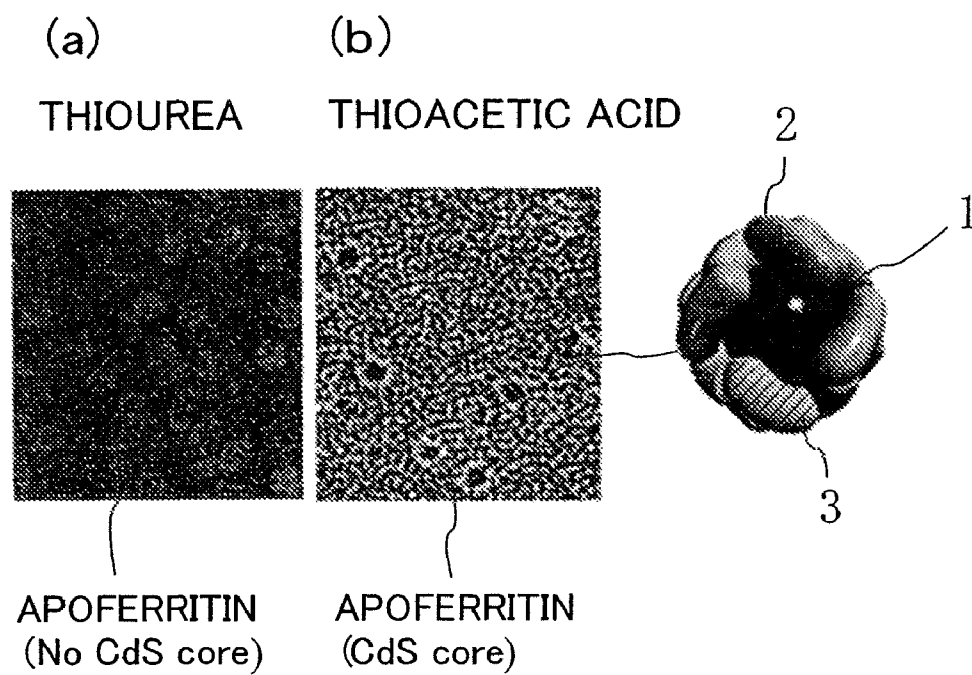 (a)
(b)
THIOUREA
THIOACETIC ACID
2
1
3
APOFERRITIN
(No CdS core)
APOFERRITIN
(CdS core)